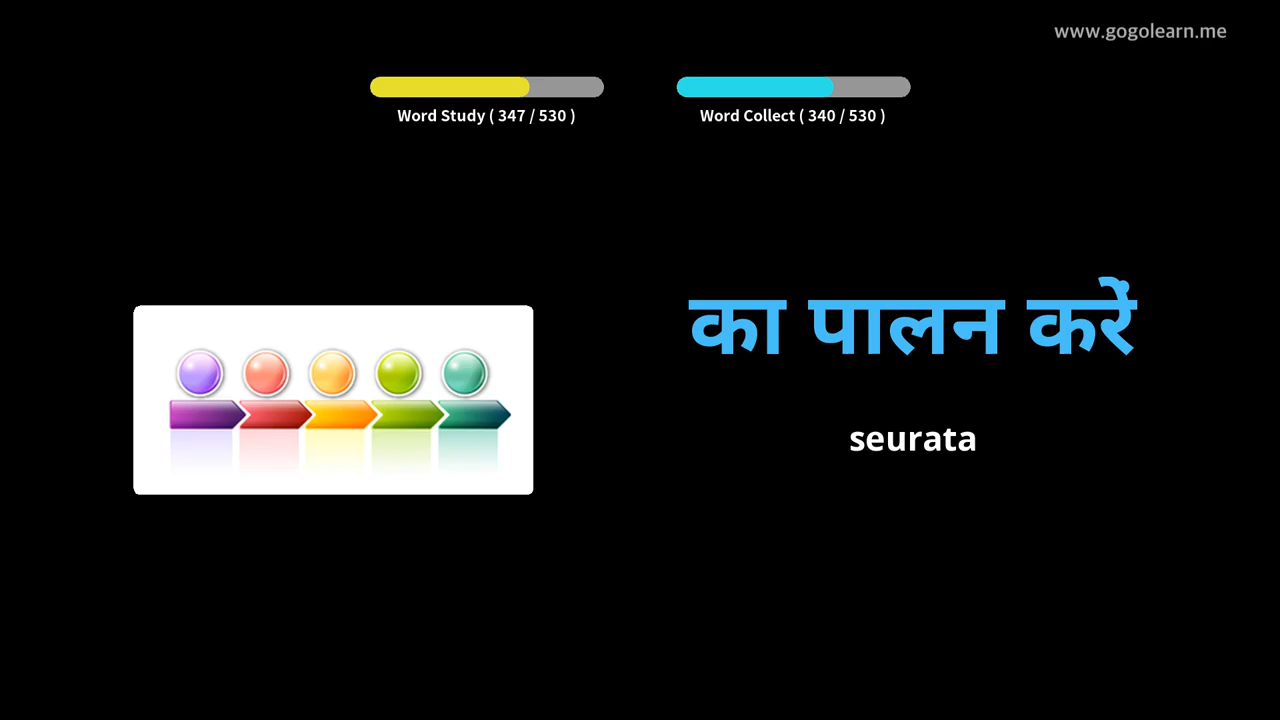 www.gogolearn.me
Word Study ( 347 / 530 )
Word Collect ( 340 / 530 )
का पालन करें
seurata